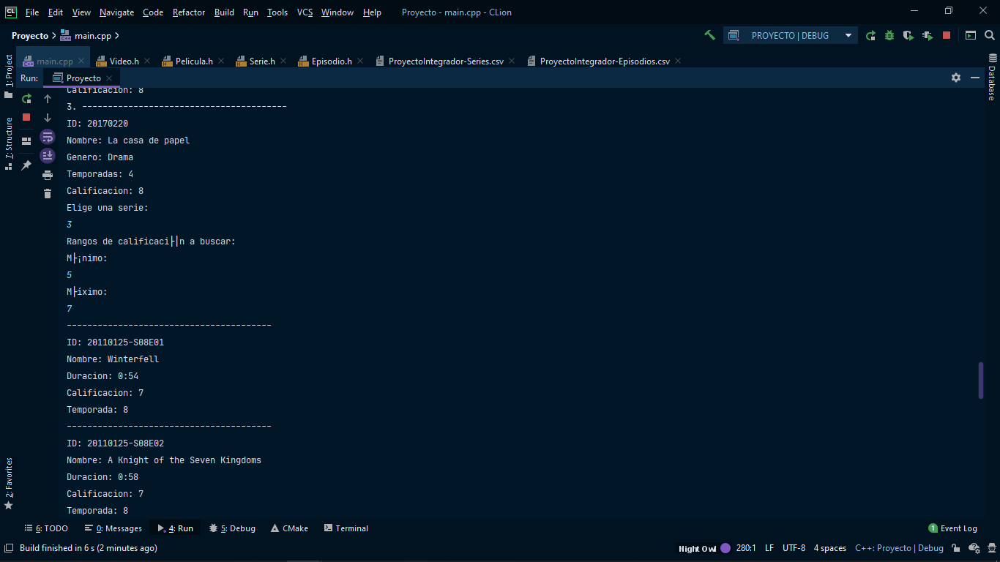 CL File Edit View Navigate Code Refactor Build Run Tools VCS Window Help Proyecto - main.cpp - CLion
Proyecto main.cpp PROYECTO | DEBUG
main.cpp Video.h Pelicula.h Serie.h Episodio.h ProyectoIntegrador-Series.csv ProyectoIntegrador-Episodios.csv
Run: Proyecto
1: Project
7: Structure
2: Favorites
Database
Calificacion: 8
3. ----------------------------------------
ID: 20170220
Nombre: La casa de papel
Genero: Drama
Temporadas: 4
Calificacion: 8
Elige una serie:
3
Rangos de calificaci├│n a buscar:
M├¡nimo:
5
M├íximo:
7
----------------------------------------
ID: 20110125-S08E01
Nombre: Winterfell
Duracion: 0:54
Calificacion: 7
Temporada: 8
----------------------------------------
ID: 20110125-S08E02
Nombre: A Knight of the Seven Kingdoms
Duracion: 0:58
Calificacion: 7
Temporada: 8
6: TODO 0: Messages 4: Run 5: Debug CMake Terminal 1 Event Log
Build finished in 6 s (2 minutes ago) Night Owl 280:1 LF UTF-8 4 spaces C++: Proyecto | Debug